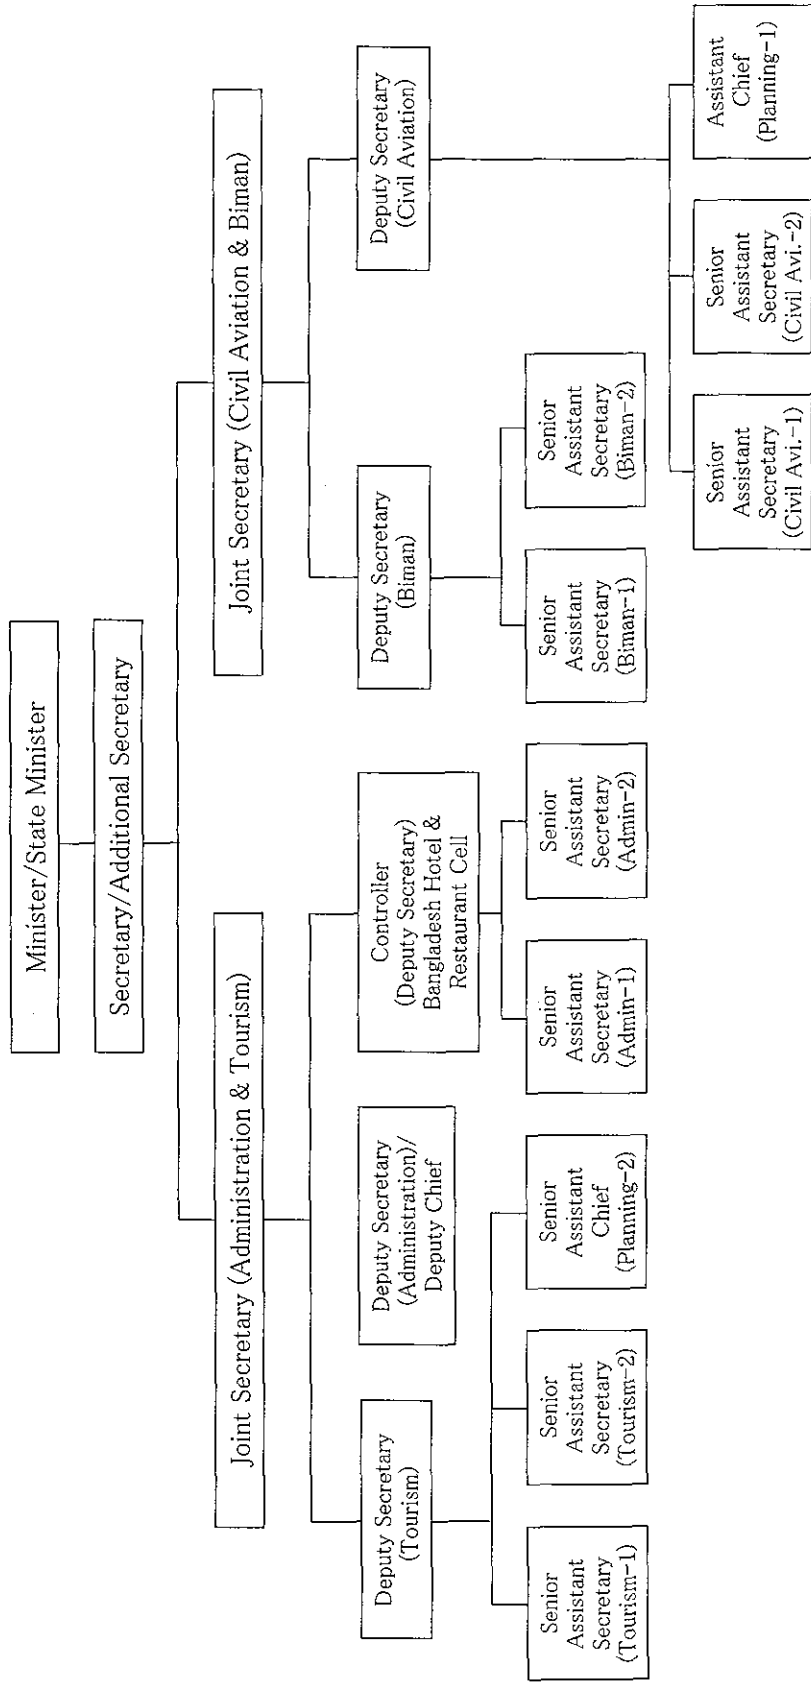 Minister/State Minister
Secretary/Additional Secretary
Joint Secretary (Administration & Tourism)
Joint Secretary (Civil Aviation & Biman)
Deputy Secretary
(Tourism)
Deputy Secretary
(Administration)/
Deputy Chief
Controller
(Deputy Secretary)
Bangladesh Hotel &
Restaurant Cell
Deputy Secretary
(Biman)
Deputy Secretary
(Civil Aviation)
Senior
Assistant
Secretary
(Tourism-1)
Senior
Assistant
Secretary
(Tourism-2)
Senior
Assistant
Chief
(Planning-2)
Senior
Assistant
Secretary
(Admin-1)
Senior
Assistant
Secretary
(Admin-2)
Senior
Assistant
Secretary
(Biman-1)
Senior
Assistant
Secretary
(Biman-2)
Senior
Assistant
Secretary
(Civil Avi.-1)
Senior
Assistant
Secretary
(Civil Avi.-2)
Assistant
Chief
(Planning-1)